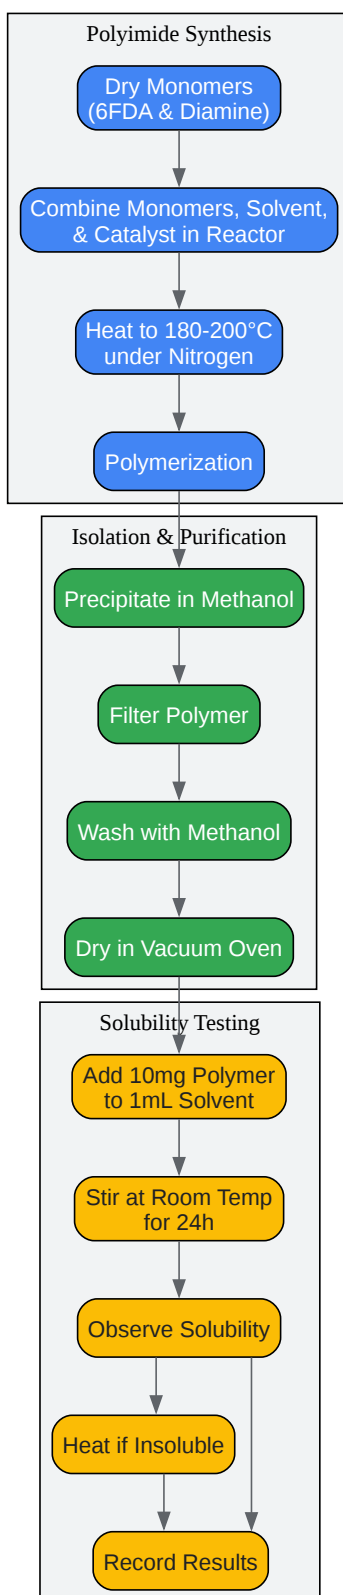 Polyimide Synthesis
Dry Monomers
(6FDA & Diamine)
Combine Monomers, Solvent,
& Catalyst in Reactor
Heat to 180-200°C
under Nitrogen
Polymerization
Isolation & Purification
Precipitate in Methanol
Filter Polymer
Wash with Methanol
Dry in Vacuum Oven
Solubility Testing
Add 10mg Polymer
to 1mL Solvent
Stir at Room Temp
for 24h
Observe Solubility
Heat if Insoluble
Record Results